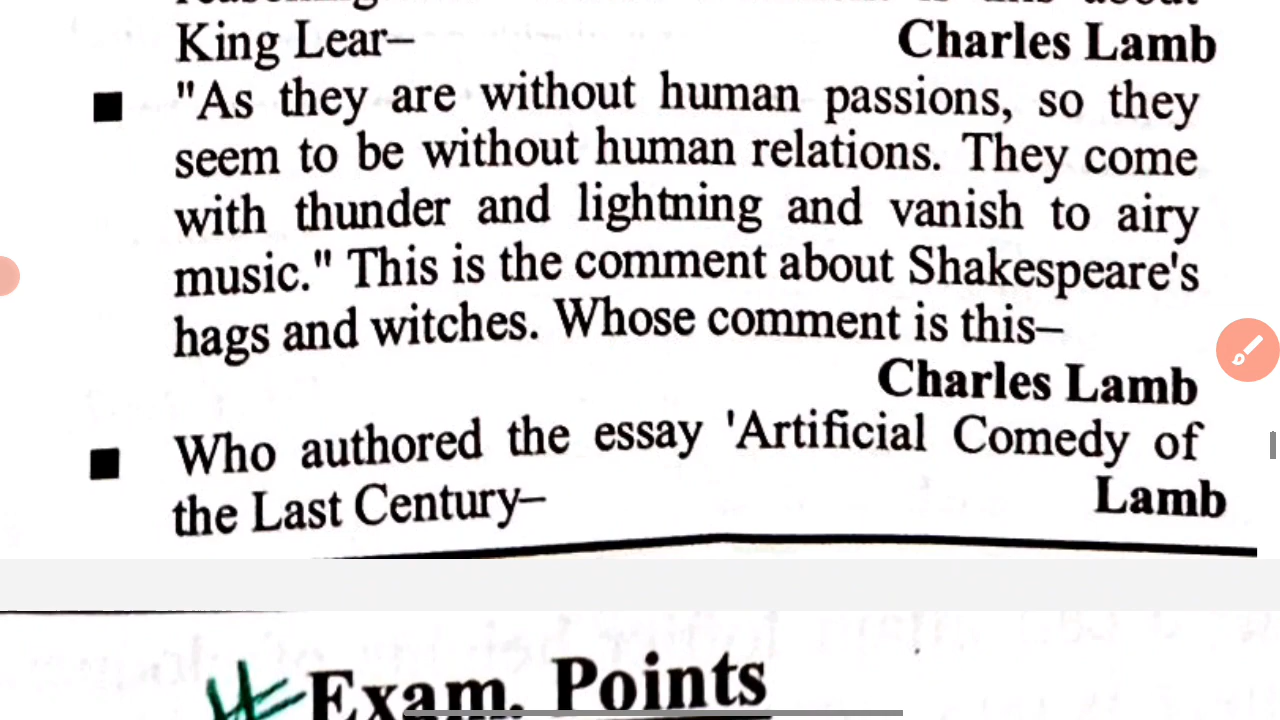 King Lear– Charles Lamb
■ "As they are without human passions, so they
seem to be without human relations. They come
with thunder and lightning and vanish to airy
music." This is the comment about Shakespeare's
hags and witches. Whose comment is this–
Charles Lamb
■ Who authored the essay 'Artificial Comedy of
the Last Century– Lamb
Exam. Points